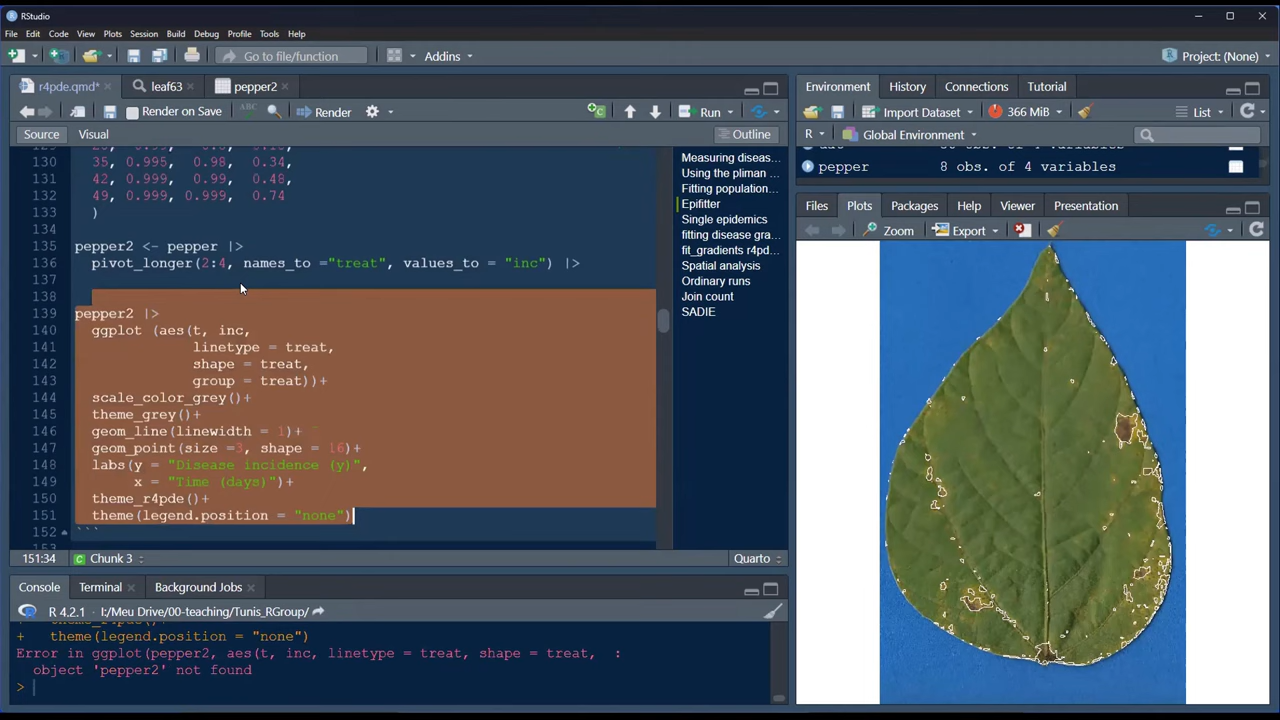 RStudio
File Edit Code View Plots Session Build Debug Profile Tools Help
Go to file/function Addins Project: (None)
r4pde.qmd* leaf63 pepper2
Render on Save Render Run
Source Visual Outline
130 35, 0.995, 0.98, 0.34,
131 42, 0.999, 0.99, 0.48,
132 49, 0.999, 0.999, 0.74
133 )
134
135 pepper2 <- pepper |>
136 pivot_longer(2:4, names_to ="treat", values_to = "inc") |>
137
138
139 pepper2 |>
140 ggplot (aes(t, inc,
141 linetype = treat,
142 shape = treat,
143 group = treat))+
144 scale_color_grey()+
145 theme_grey()+
146 geom_line(linewidth = 1)+
147 geom_point(size =3, shape = 16)+
148 labs(y = "Disease incidence (y)",
149 x = "Time (days)")+
150 theme_r4pde()+
151 theme(legend.position = "none")
152 ```
153
Measuring diseas...
Using the pliman ...
Fitting population...
Epifitter
Single epidemics
fitting disease gra...
fit_gradients r4pd...
Spatial analysis
Ordinary runs
Join count
SADIE
151:34 Chunk 3 Quarto
Console Terminal Background Jobs
R 4.2.1 · I:/Meu Drive/00-teaching/Tunis_RGroup/
+ theme_r4pde()+
+ theme(legend.position = "none")
Error in ggplot(pepper2, aes(t, inc, linetype = treat, shape = treat, :
object 'pepper2' not found
>
Environment History Connections Tutorial
Import Dataset 366 MiB List
R Global Environment
pepper 8 obs. of 4 variables
Files Plots Packages Help Viewer Presentation
Zoom Export